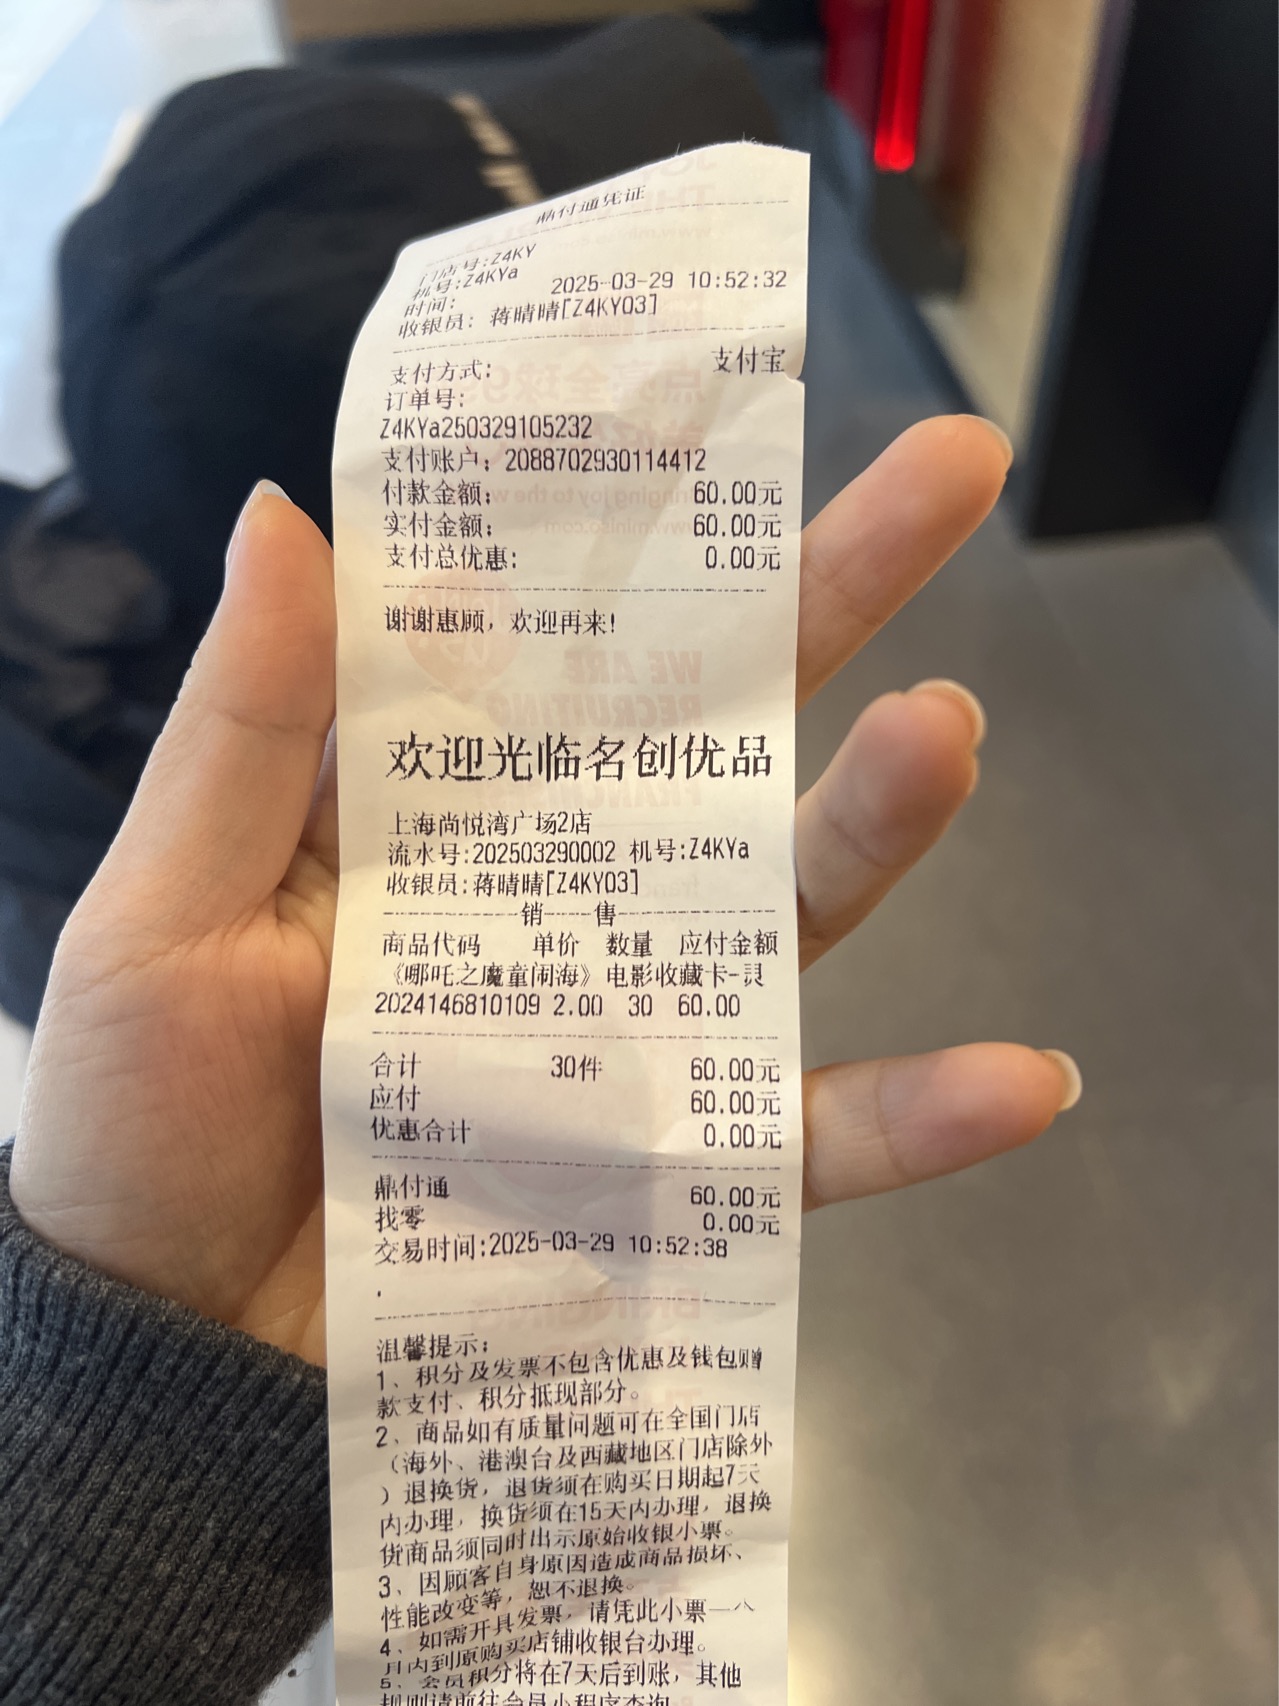 鼎付通凭证
门店号:Z4KY
机号:Z4KYa
时间: 2025-03-29 10:52:32
收银员: 蒋晴晴[Z4KY03]
支付方式: 支付宝
订单号:
Z4KYa250329105232
支付账户: 2088702930114412
付款金额: 60.00元
实付金额: 60.00元
支付总优惠: 0.00元
谢谢惠顾，欢迎再来!
欢迎光临名创优品
上海尚悦湾广场2店
流水号:202503290002 机号:Z4KYa
收银员:蒋晴晴[Z4KY03]
销 售
商品代码 单价 数量 应付金额
《哪吒之魔童闹海》电影收藏卡-灵
2024146810109 2.00 30 60.00
合计 30件 60.00元
应付 60.00元
优惠合计 0.00元
鼎付通 60.00元
找零 0.00元
交易时间:2025-03-29 10:52:38
.
温馨提示:
1、积分及发票不包含优惠及钱包赠
款支付、积分抵现部分。
2、商品如有质量问题可在全国门店
（海外、港澳台及西藏地区门店除外
）退换货，退货须在购买日期起7天
内办理，换货须在15天内办理，退换
货商品须同时出示原始收银小票。
3、因顾客自身原因造成商品损坏、
性能改变等，恕不退换。
4、如需开具发票，请凭此小票一个
月内到原购买店铺收银台办理。
5、会员积分将在7天后到账，其他
规则请前往会员小程序查询